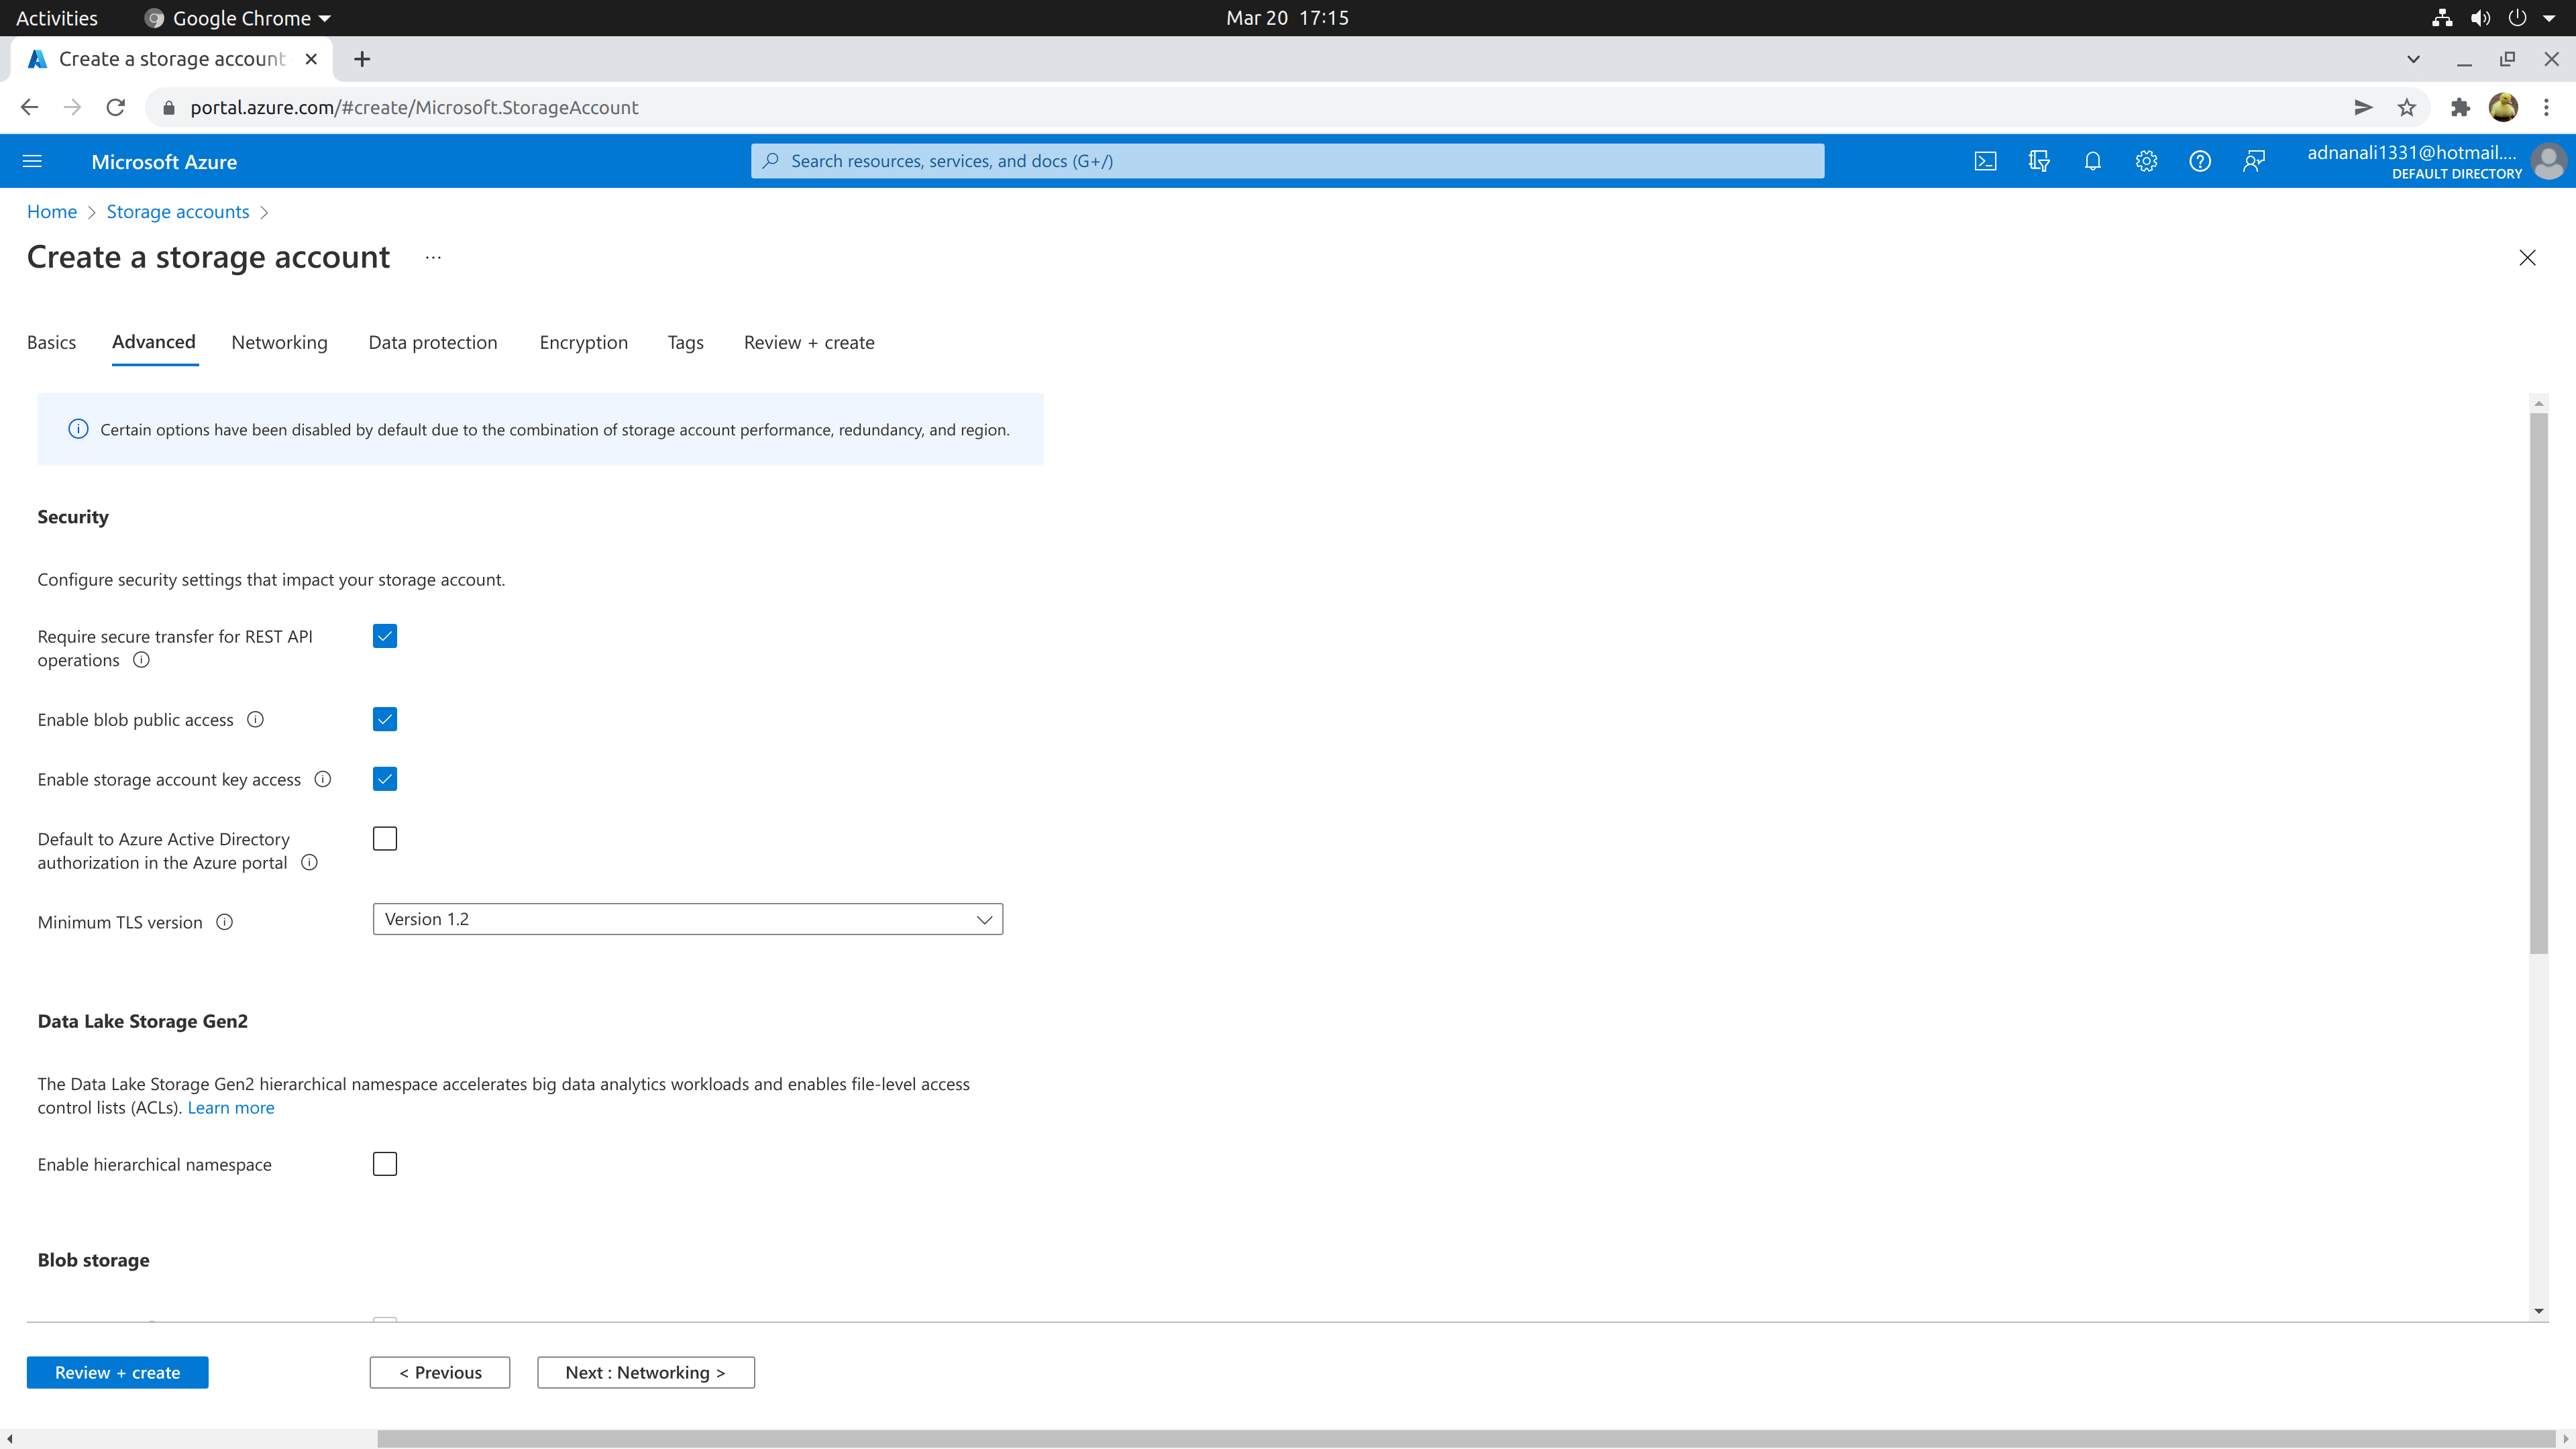 Activities
Google Chrome
Mar 20 17:15
Create a storage account
portal.azure.com/#create/Microsoft.StorageAccount
Microsoft Azure
Search resources, services, and docs (G+/)
adnanali1331@hotmail....
DEFAULT DIRECTORY
Home > Storage accounts >
Create a storage account ...
Basics
Advanced
Networking
Data protection
Encryption
Tags
Review + create
Certain options have been disabled by default due to the combination of storage account performance, redundancy, and region.
Security
Configure security settings that impact your storage account.
Require secure transfer for REST API
operations
Enable blob public access
Enable storage account key access
Default to Azure Active Directory
authorization in the Azure portal
Minimum TLS version
Version 1.2
Data Lake Storage Gen2
The Data Lake Storage Gen2 hierarchical namespace accelerates big data analytics workloads and enables file-level access
control lists (ACLs). Learn more
Enable hierarchical namespace
Blob storage
Review + create
< Previous
Next : Networking >